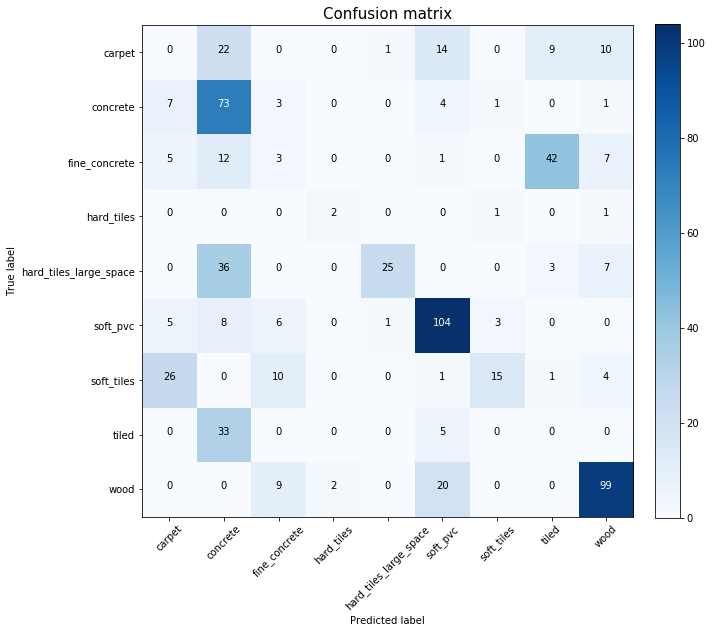 Confusion matrix
carpet 0 22 0 0 1 14 0 9 10
concrete 7 73 3 0 0 4 1 0 1
fine_concrete 5 12 3 0 0 1 0 42 7
hard_tiles 0 0 0 2 0 0 1 0 1
hard_tiles_large_space 0 36 0 0 25 0 0 3 7
soft_pvc 5 8 6 0 1 104 3 0 0
soft_tiles 26 0 10 0 0 1 15 1 4
tiled 0 33 0 0 0 5 0 0 0
wood 0 0 9 2 0 20 0 0 99
True label
carpet concrete fine_concrete hard_tiles hard_tiles_large_space soft_pvc soft_tiles tiled wood
Predicted label
100
80
60
40
20
0